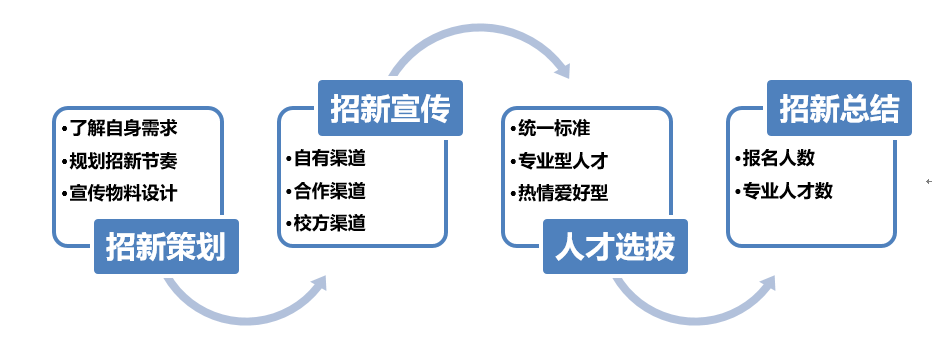 •了解自身需求
•规划招新节奏
•宣传物料设计
招新策划
招新宣传
•自有渠道
•合作渠道
•校方渠道
•统一标准
•专业型人才
•热情爱好型
人才选拔
招新总结
•报名人数
•专业人才数